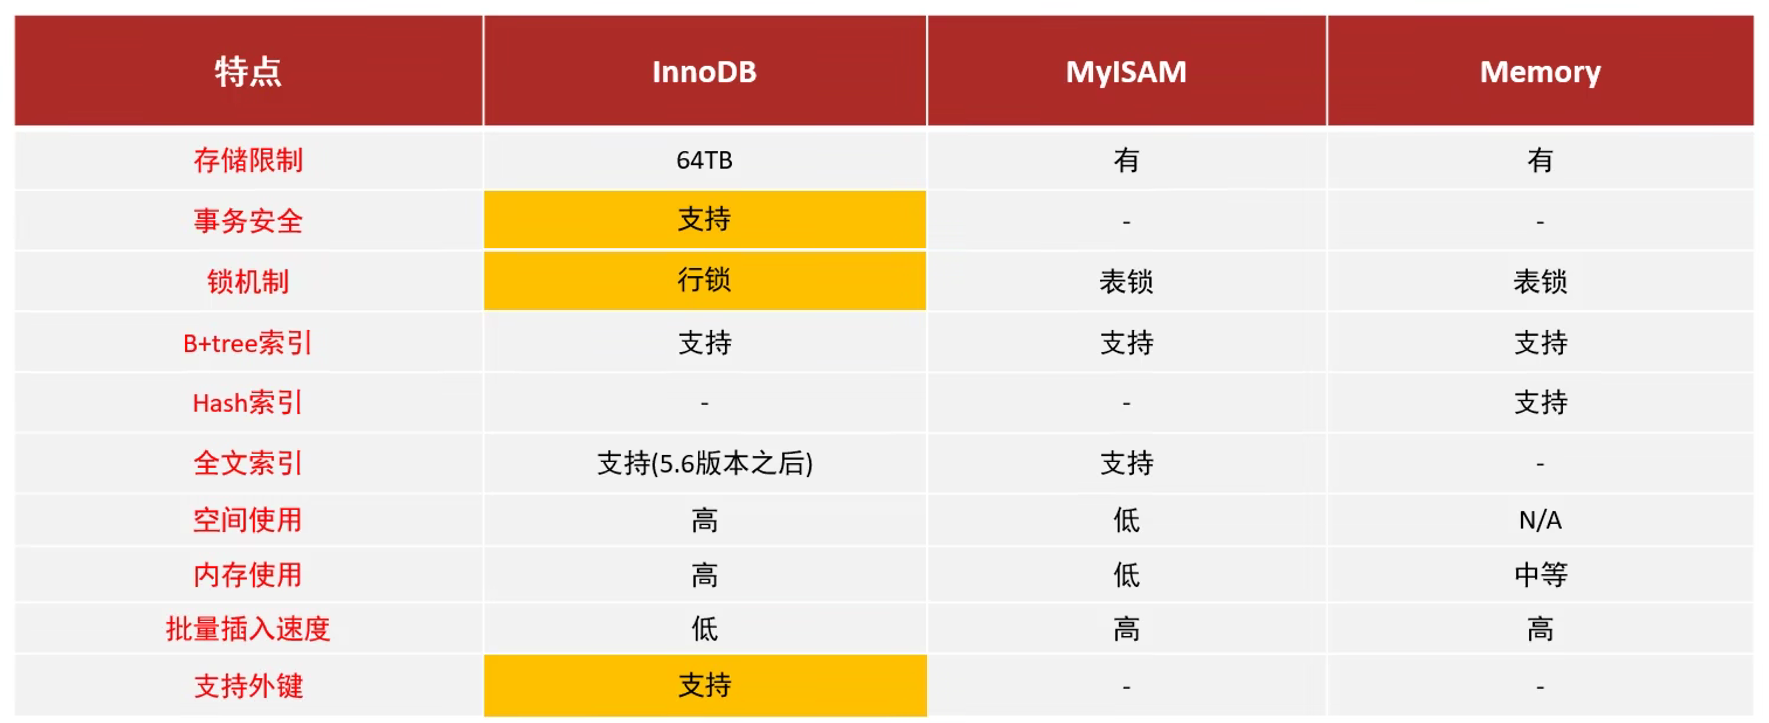 特点 InnoDB MyISAM Memory
存储限制 64TB 有 有
事务安全 支持 - -
锁机制 行锁 表锁 表锁
B+tree索引 支持 支持 支持
Hash索引 - - 支持
全文索引 支持(5.6版本之后) 支持 -
空间使用 高 低 N/A
内存使用 高 低 中等
批量插入速度 低 高 高
支持外键 支持 - -